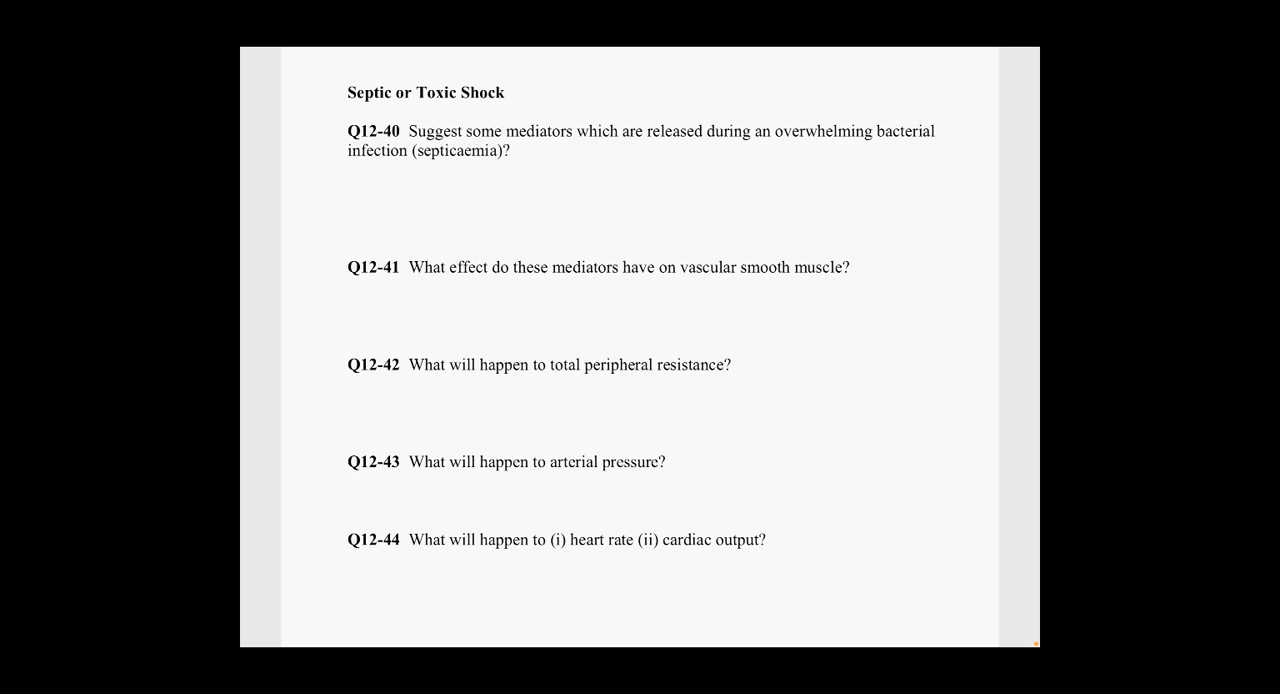 Septic or Toxic Shock
Q12-40 Suggest some mediators which are released during an overwhelming bacterial
infection (septicaemia)?
Q12-41 What effect do these mediators have on vascular smooth muscle?
Q12-42 What will happen to total peripheral resistance?
Q12-43 What will happen to arterial pressure?
Q12-44 What will happen to (i) heart rate (ii) cardiac output?